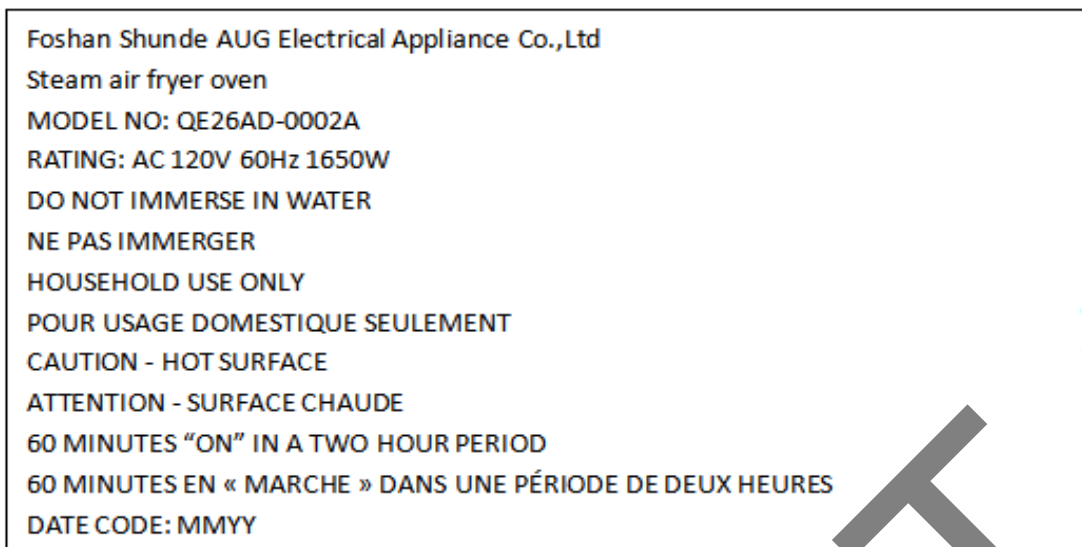 Foshan Shunde AUG Electrical Appliance Co.,Ltd
Steam air fryer oven
MODEL NO: QE26AD-0002A
RATING: AC 120V 60Hz 1650W
DO NOT IMMERSE IN WATER
NE PAS IMMERGER
HOUSEHOLD USE ONLY
POUR USAGE DOMESTIQUE SEULEMENT
CAUTION - HOT SURFACE
ATTENTION - SURFACE CHAUDE
60 MINUTES “ON” IN A TWO HOUR PERIOD
60 MINUTES EN « MARCHE » DANS UNE PÉRIODE DE DEUX HEURES
DATE CODE: MMYY